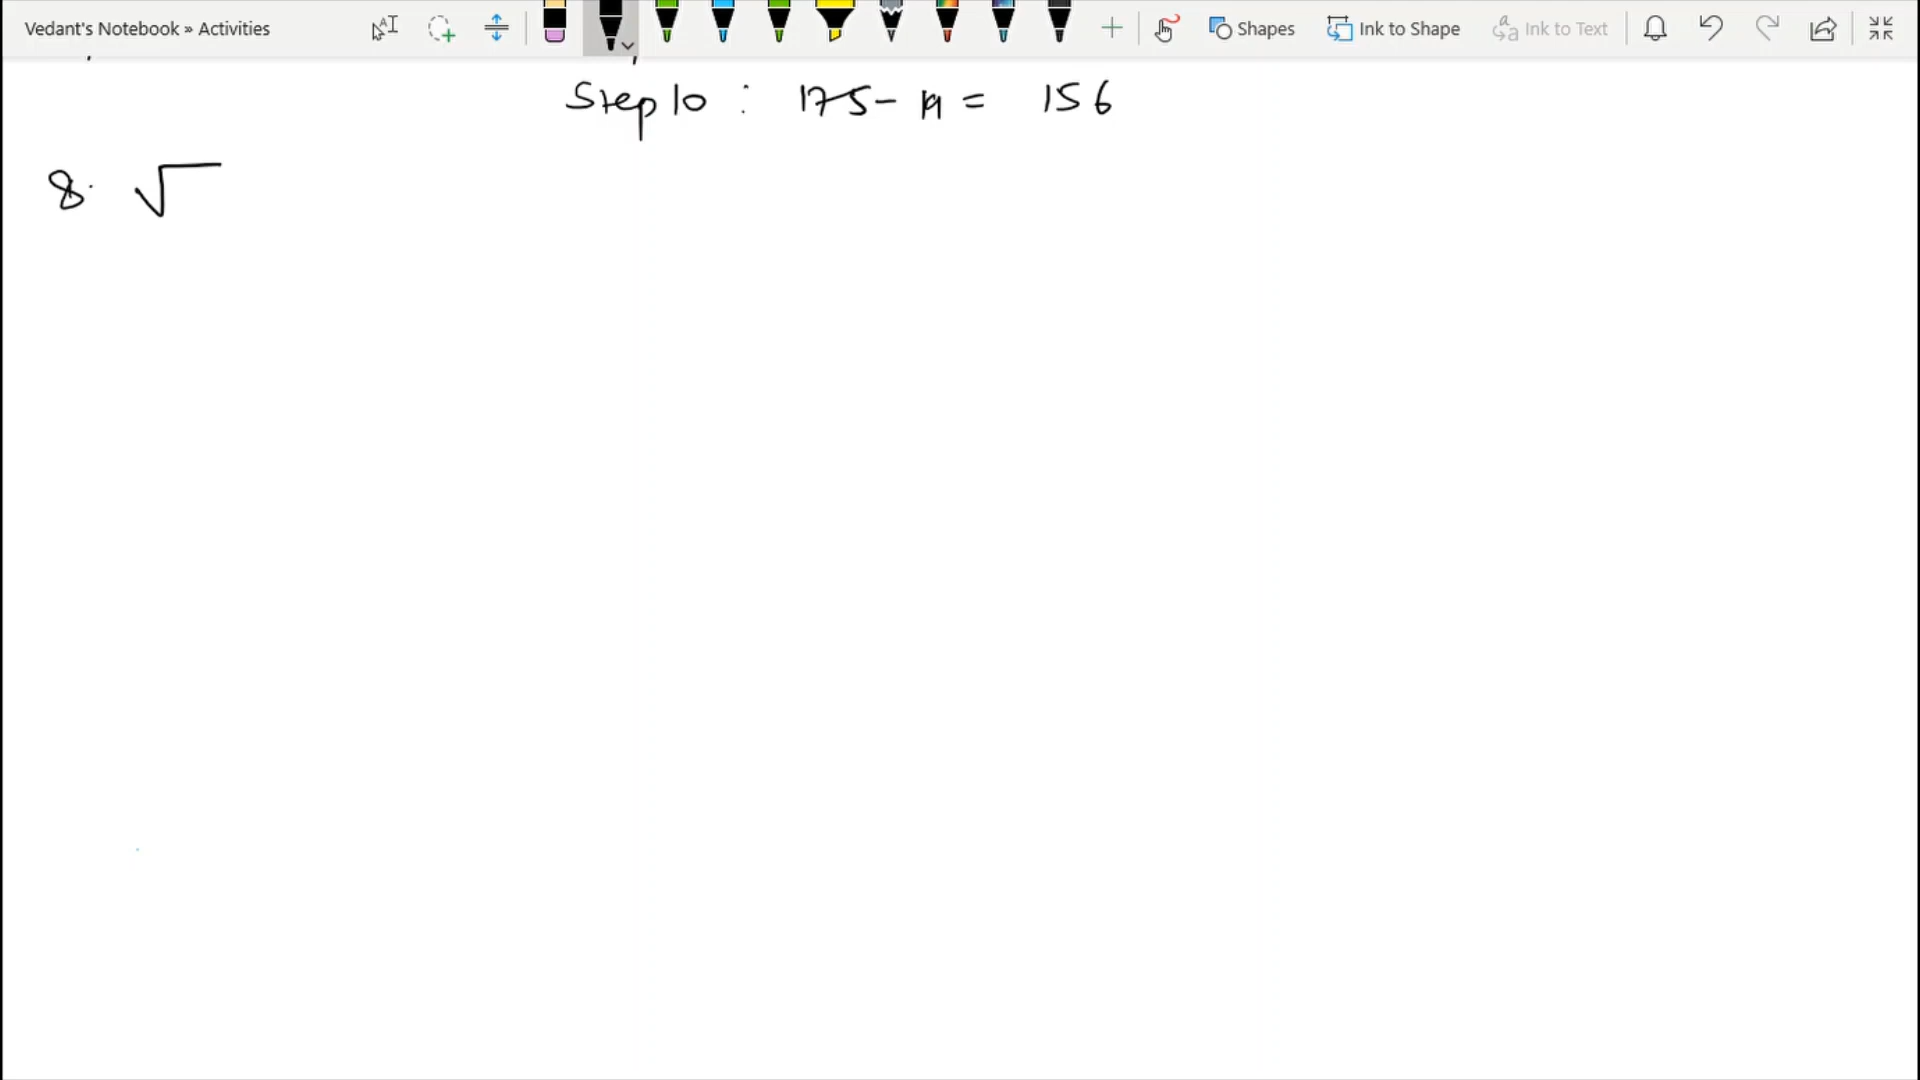 Vedant's Notebook » Activities
Shapes
Ink to Shape
Ink to Text
Step 10 : 175 - 19 = 156
8. √